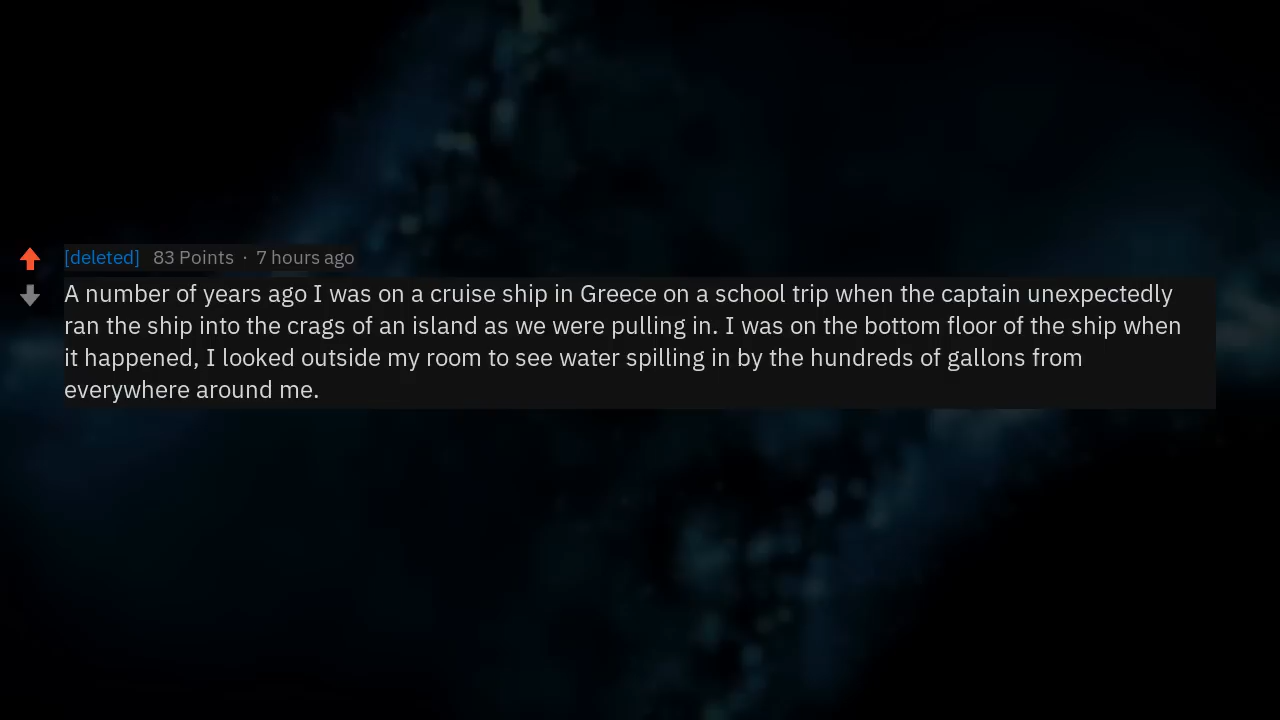 [deleted] 83 Points · 7 hours ago
A number of years ago I was on a cruise ship in Greece on a school trip when the captain unexpectedly
ran the ship into the crags of an island as we were pulling in. I was on the bottom floor of the ship when
it happened, I looked outside my room to see water spilling in by the hundreds of gallons from
everywhere around me.